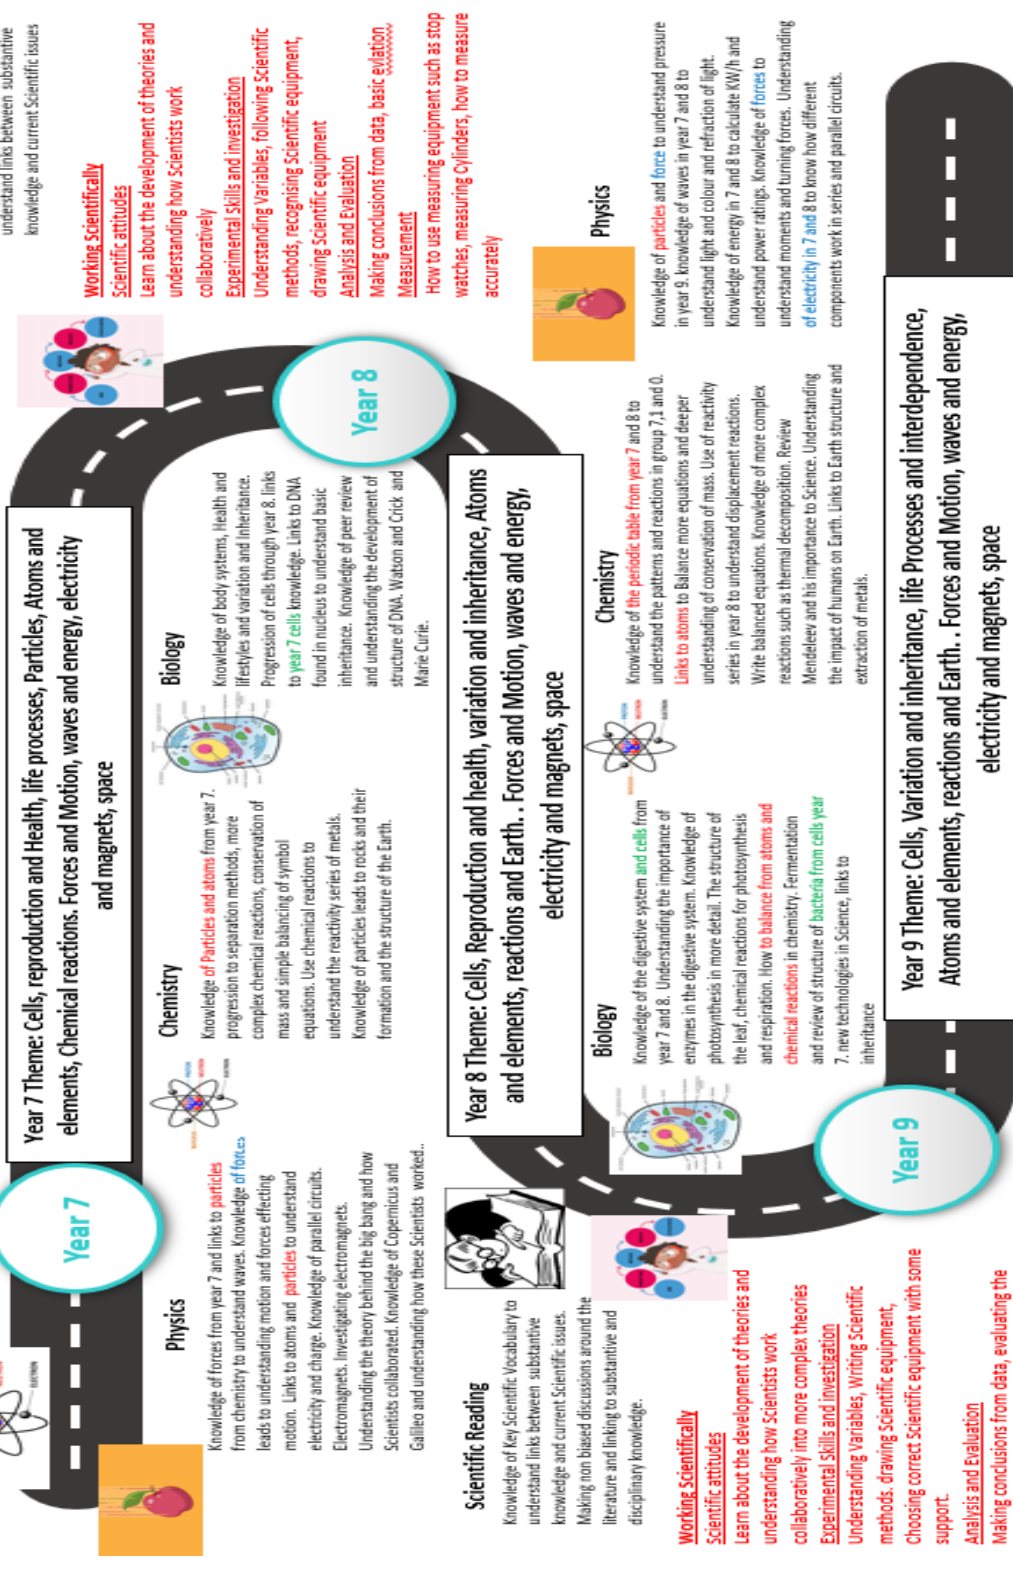 understand links between substantive
knowledge and current Scientific issues
ELECTRON
Year 7
Year 7 Theme: Cells, reproduction and Health, life processes, Particles, Atoms and
elements, Chemical reactions. Forces and Motion, waves and energy, electricity
and magnets, space
Working Scientifically
Scientific attitudes
Learn about the development of theories and
understanding how Scientists work
collaboratively
Experimental Skills and investigation
Understanding Variables, following Scientific
methods, recognising Scientific equipment,
drawing Scientific equipment
Analysis and Evaluation
Making conclusions from data, basic evlation
Measurement
How to use measuring equipment such as stop
watches, measuring Cylinders, how to measure
accurately
Physics
Knowledge of forces from year 7 and links to particles
from chemistry to understand waves. Knowledge of forces
leads to understanding motion and forces effecting
motion. Links to atoms and particles to understand
electricity and charge. Knowledge of parallel circuits.
Electromagnets. Investigating electromagnets.
Understanding the theory behind the big bang and how
Scientists collaborated. Knowledge of Copernicus and
Galileo and understanding how these Scientists worked..
Chemistry
Knowledge of Particles and atoms from year 7.
progression to separation methods, more
complex chemical reactions, conservation of
mass and simple balancing of symbol
equations. Use chemical reactions to
understand the reactivity series of metals.
Knowledge of particles leads to rocks and their
formation and the structure of the Earth.
Biology
Knowledge of body systems, Health and
lifestyles and variation and Inheritance.
Progression of cells through year 8. links
to year 7 cells knowledge. Links to DNA
found in nucleus to understand basic
inheritance. Knowledge of peer review
and understanding the development of
structure of DNA. Watson and Crick and
Marie Curie.
Year 8
Year 8 Theme: Cells, Reproduction and health, variation and inheritance, Atoms
and elements, reactions and Earth. . Forces and Motion, waves and energy,
electricity and magnets, space
Scientific Reading
Knowledge of Key Scientific Vocabulary to
understand links between substantive
knowledge and current Scientific issues.
Making non biased discussions around the
literature and linking to substantive and
disciplinary knowledge.
Biology
Knowledge of the digestive system and cells from
year 7 and 8. Understanding the importance of
enzymes in the digestive system. Knowledge of
photosynthesis in more detail. The structure of
the leaf, chemical reactions for photosynthesis
and respiration. How to balance from atoms and
chemical reactions in chemistry. Fermentation
and review of structure of bacteria from cells year
7. new technologies in Science, links to
inheritance
Chemistry
Knowledge of the periodic table from year 7 and 8 to
understand the patterns and reactions in group 7,1 and 0.
Links to atoms to Balance more equations and deeper
understanding of conservation of mass. Use of reactivity
series in year 8 to understand displacement reactions.
Write balanced equations. Knowledge of more complex
reactions such as thermal decomposition. Review
Mendeleev and his importance to Science. Understanding
the impact of humans on Earth. Links to Earth structure and
extraction of metals.
Physics
Knowledge of particles and force to understand pressure
in year 9. knowledge of waves in year 7 and 8 to
understand light and colour and refraction of light.
Knowledge of energy in 7 and 8 to calculate KW/h and
understand power ratings. Knowledge of forces to
understand moments and turning forces. Understanding
of electricity in 7 and 8 to know how different
components work in series and parallel circuits.
Working Scientifically
Scientific attitudes
Learn about the development of theories and
understanding how Scientists work
collaboratively into more complex theories
Experimental Skills and investigation
Understanding Variables, Writing Scientific
methods. drawing Scientific equipment,
Choosing correct Scientific equipment with some
support.
Analysis and Evaluation
Making conclusions from data, evaluating the
Year 9
Year 9 Theme: Cells, Variation and inheritance, life Processes and interdependence,
Atoms and elements, reactions and Earth. . Forces and Motion, waves and energy,
electricity and magnets, space